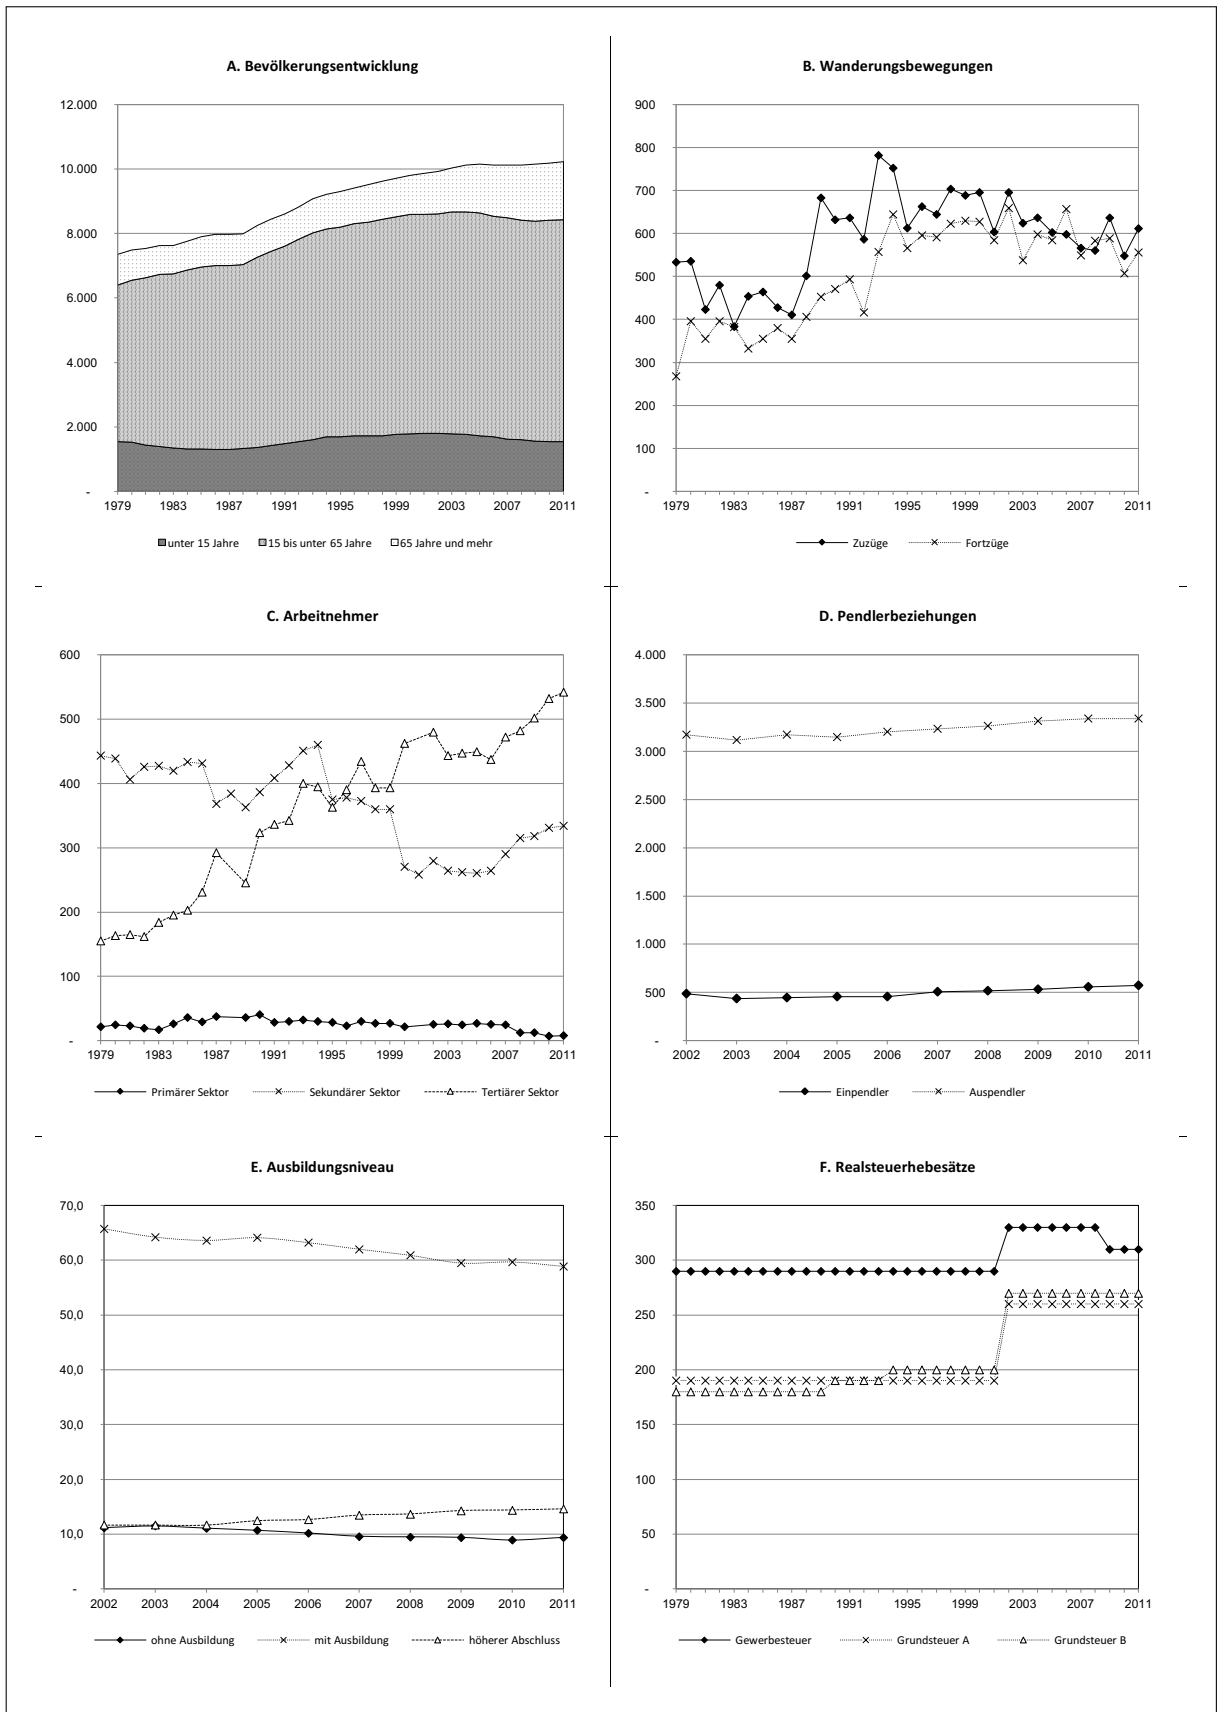 A. Bevölkerungsentwicklung
12.000
10.000
8.000
6.000
4.000
2.000
-
1979 1983 1987 1991 1995 1999 2003 2007 2011
unter 15 Jahre 15 bis unter 65 Jahre 65 Jahre und mehr
B. Wanderungsbewegungen
900
800
700
600
500
400
300
200
100
-
1979 1983 1987 1991 1995 1999 2003 2007 2011
Zuzüge Fortzüge
C. Arbeitnehmer
600
500
400
300
200
100
-
1979 1983 1987 1991 1995 1999 2003 2007 2011
Primärer Sektor Sekundärer Sektor Tertiärer Sektor
D. Pendlerbeziehungen
4.000
3.500
3.000
2.500
2.000
1.500
1.000
500
-
2002 2003 2004 2005 2006 2007 2008 2009 2010 2011
Einpendler Auspendler
E. Ausbildungsniveau
70,0
60,0
50,0
40,0
30,0
20,0
10,0
-
2002 2003 2004 2005 2006 2007 2008 2009 2010 2011
ohne Ausbildung mit Ausbildung höherer Abschluss
F. Realsteuerhebesätze
350
300
250
200
150
100
50
-
1979 1983 1987 1991 1995 1999 2003 2007 2011
Gewerbesteuer Grundsteuer A Grundsteuer B